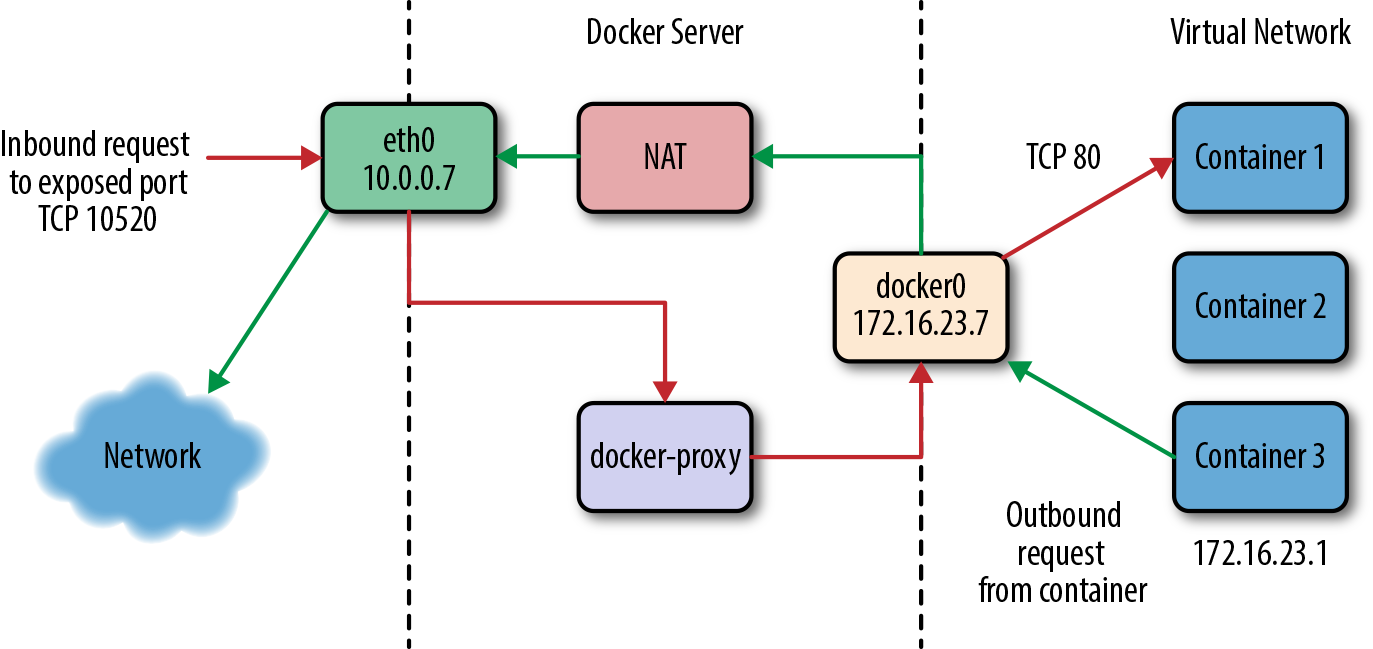 Docker Server
Virtual Network
Inbound request
to exposed port
TCP 10520
eth0
10.0.0.7
NAT
TCP 80
Container 1
docker0
172.16.23.7
Container 2
Network
docker-proxy
Container 3
Outbound
request
from container
172.16.23.1